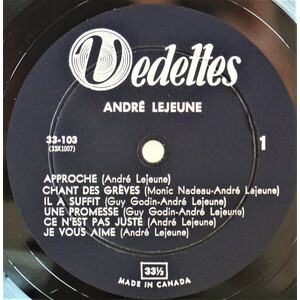 Vedettes
ANDRÉ LEJEUNE
33-103
(33X1007)
1
APPROCHE (André Lejeune)
CHANT DES GRÈVES (Monic Nadeau-André Lejeune)
IL A SUFFIT (Guy Godin-André Lejeune)
UNE PROMESSE (Guy Godin-André Lejeune)
CE N'EST PAS JUSTE (André Lejeune)
JE VOUS AIME (André Lejeune)
33⅓
MADE IN CANADA